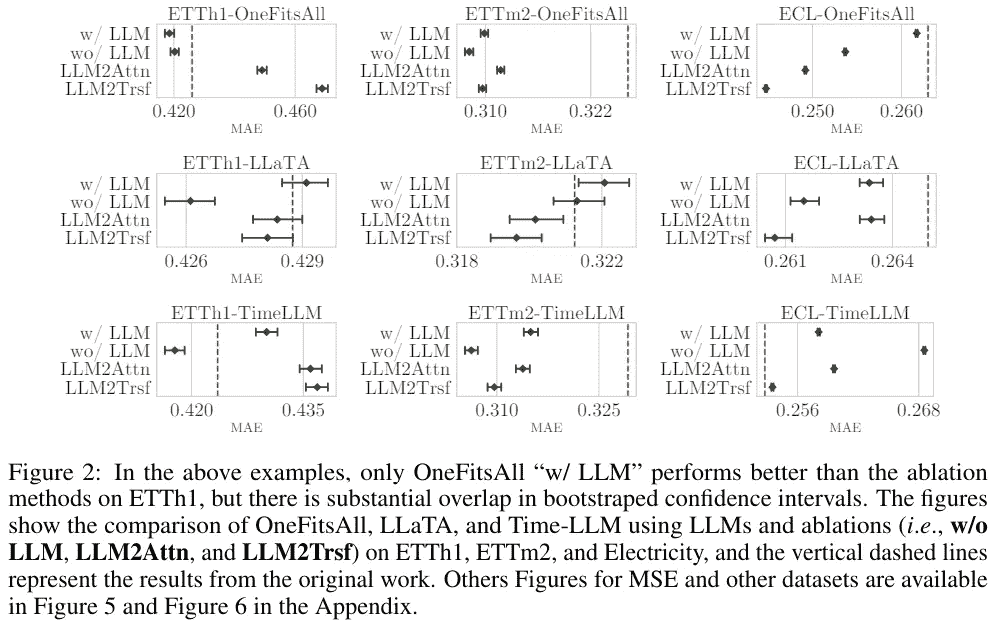 ETTh1-OneFitsAll
w/ LLM
wo/ LLM
LLM2Attn
LLM2Trsf
0.420 0.460
MAE
ETTm2-OneFitsAll
w/ LLM
wo/ LLM
LLM2Attn
LLM2Trsf
0.310 0.322
MAE
ECL-OneFitsAll
w/ LLM
wo/ LLM
LLM2Attn
LLM2Trsf
0.250 0.260
MAE
ETTh1-LLaTA
w/ LLM
wo/ LLM
LLM2Attn
LLM2Trsf
0.426 0.429
MAE
ETTm2-LLaTA
w/ LLM
wo/ LLM
LLM2Attn
LLM2Trsf
0.318 0.322
MAE
ECL-LLaTA
w/ LLM
wo/ LLM
LLM2Attn
LLM2Trsf
0.261 0.264
MAE
ETTh1-TimeLLM
w/ LLM
wo/ LLM
LLM2Attn
LLM2Trsf
0.420 0.435
MAE
ETTm2-TimeLLM
w/ LLM
wo/ LLM
LLM2Attn
LLM2Trsf
0.310 0.325
MAE
ECL-TimeLLM
w/ LLM
wo/ LLM
LLM2Attn
LLM2Trsf
0.256 0.268
MAE
Figure 2: In the above examples, only OneFitsAll “w/ LLM” performs better than the ablation
methods on ETTh1, but there is substantial overlap in bootstraped confidence intervals. The figures
show the comparison of OneFitsAll, LLaTA, and Time-LLM using LLMs and ablations (i.e., w/o
LLM, LLM2Attn, and LLM2Trsf) on ETTh1, ETTm2, and Electricity, and the vertical dashed lines
represent the results from the original work. Others Figures for MSE and other datasets are available
in Figure 5 and Figure 6 in the Appendix.